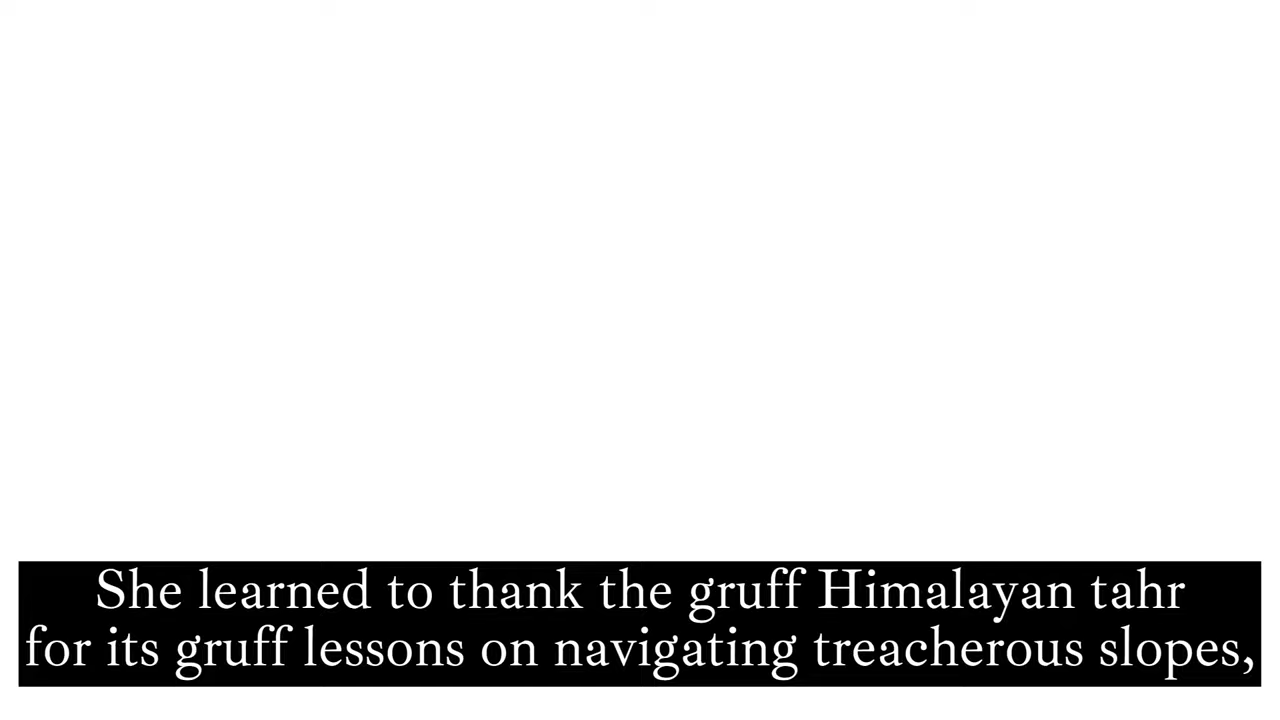 She learned to thank the gruff Himalayan tahr
for its gruff lessons on navigating treacherous slopes,